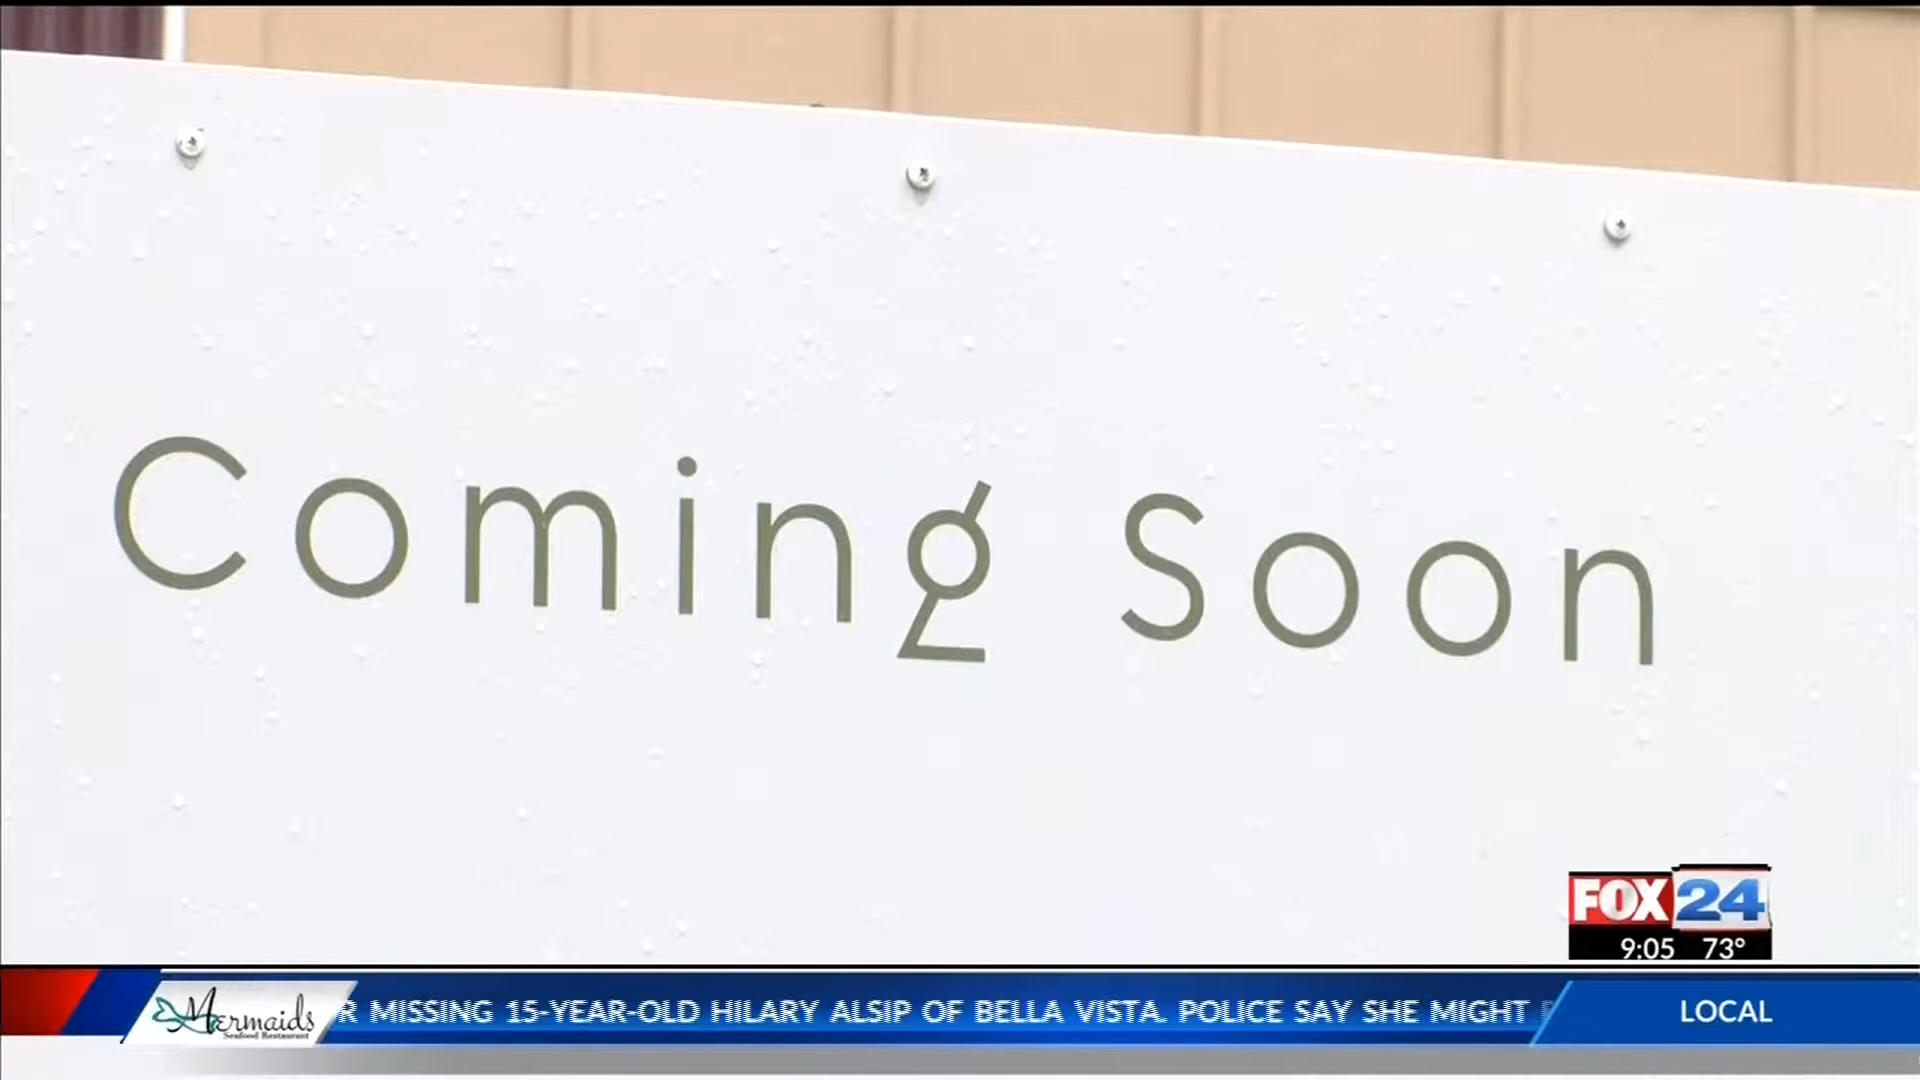 Coming Soon
FOX 24
9:05 73°
Mermaids
Seafood Restaurant
R MISSING 15-YEAR-OLD HILARY ALSIP OF BELLA VISTA. POLICE SAY SHE MIGHT
LOCAL